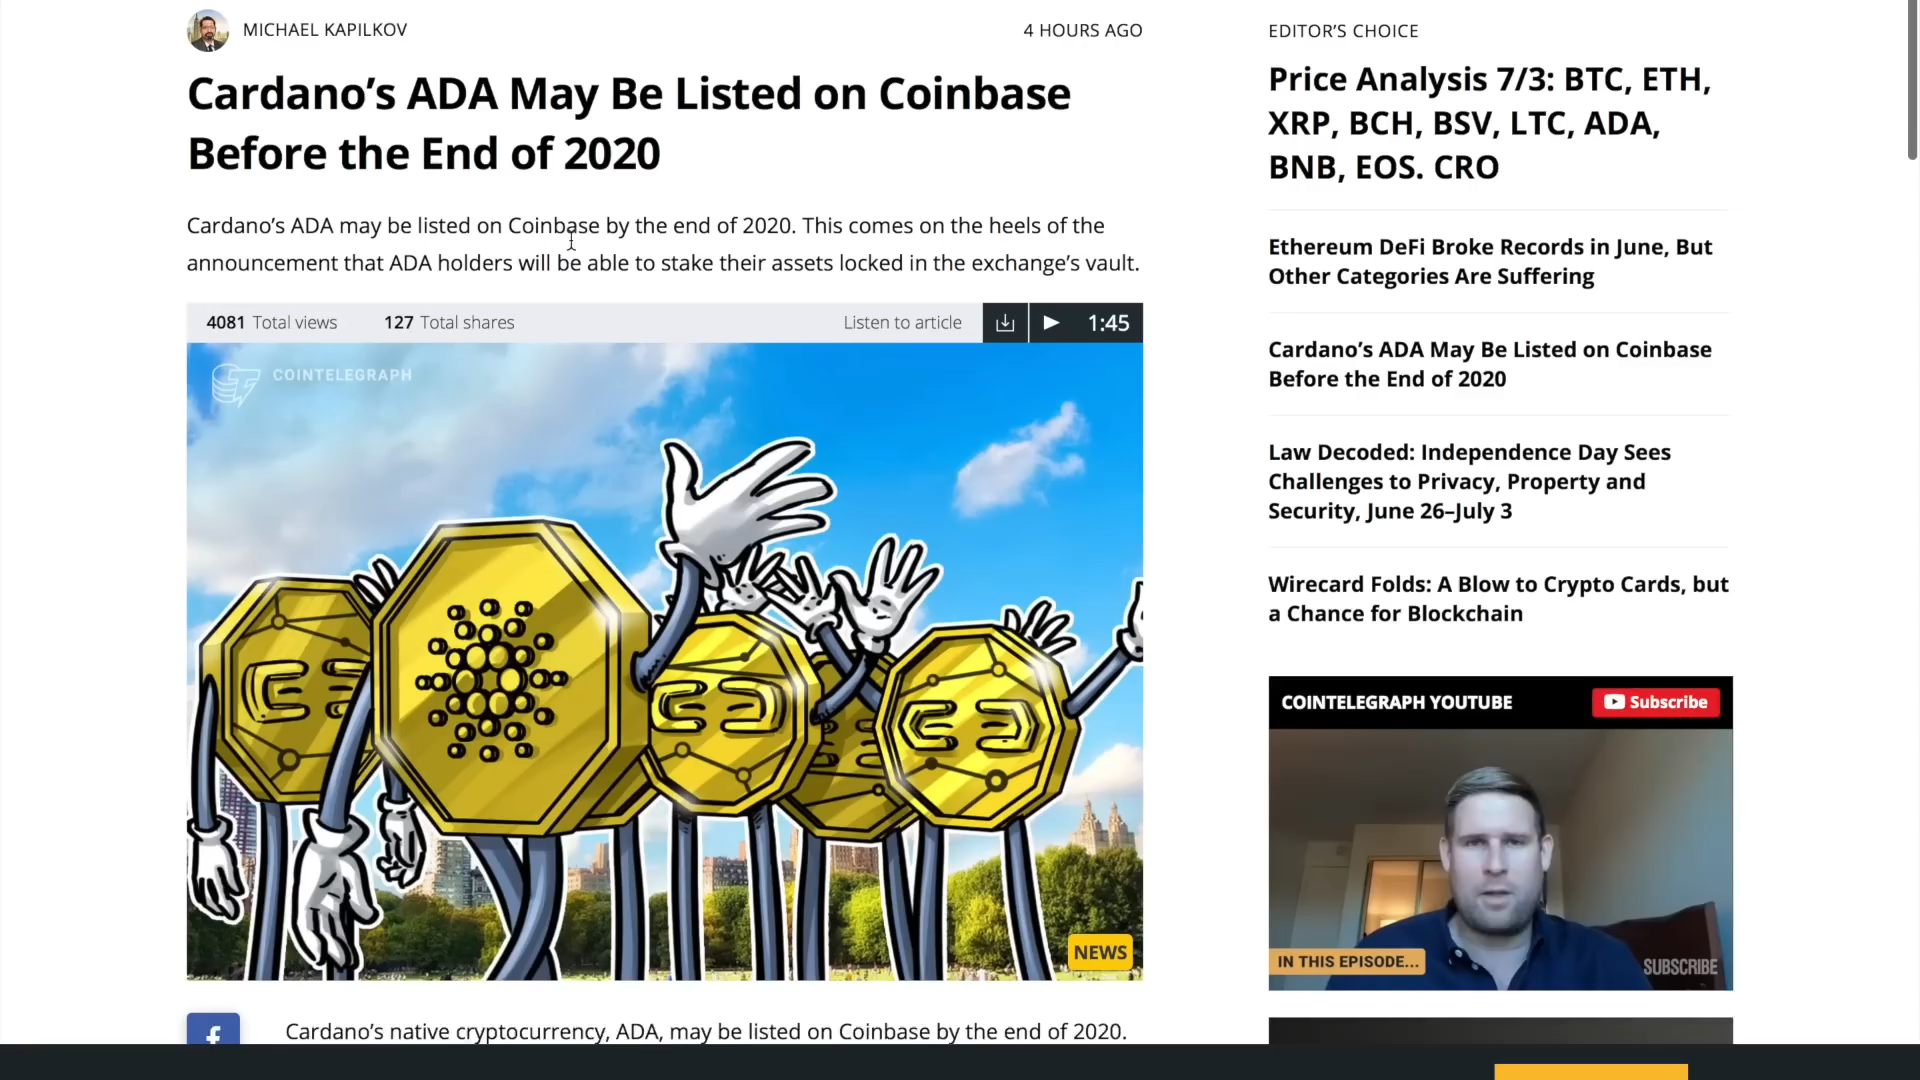 MICHAEL KAPILKOV
4 HOURS AGO
Cardano’s ADA May Be Listed on Coinbase
Before the End of 2020
Cardano’s ADA may be listed on Coinbase by the end of 2020. This comes on the heels of the
announcement that ADA holders will be able to stake their assets locked in the exchange’s vault.
4081 Total views 127 Total shares
Listen to article
1:45
COINTELEGRAPH
NEWS
Cardano’s native cryptocurrency, ADA, may be listed on Coinbase by the end of 2020.
EDITOR’S CHOICE
Price Analysis 7/3: BTC, ETH,
XRP, BCH, BSV, LTC, ADA,
BNB, EOS. CRO
Ethereum DeFi Broke Records in June, But
Other Categories Are Suffering
Cardano’s ADA May Be Listed on Coinbase
Before the End of 2020
Law Decoded: Independence Day Sees
Challenges to Privacy, Property and
Security, June 26–July 3
Wirecard Folds: A Blow to Crypto Cards, but
a Chance for Blockchain
COINTELEGRAPH YOUTUBE
Subscribe
IN THIS EPISODE...
SUBSCRIBE